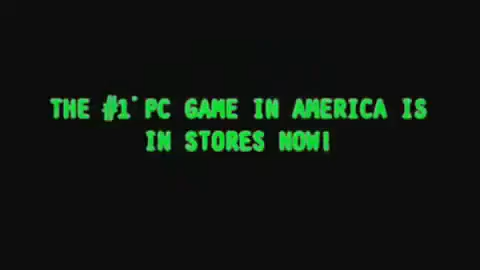 THE #1* PC GAME IN AMERICA IS
IN STORES NOW!